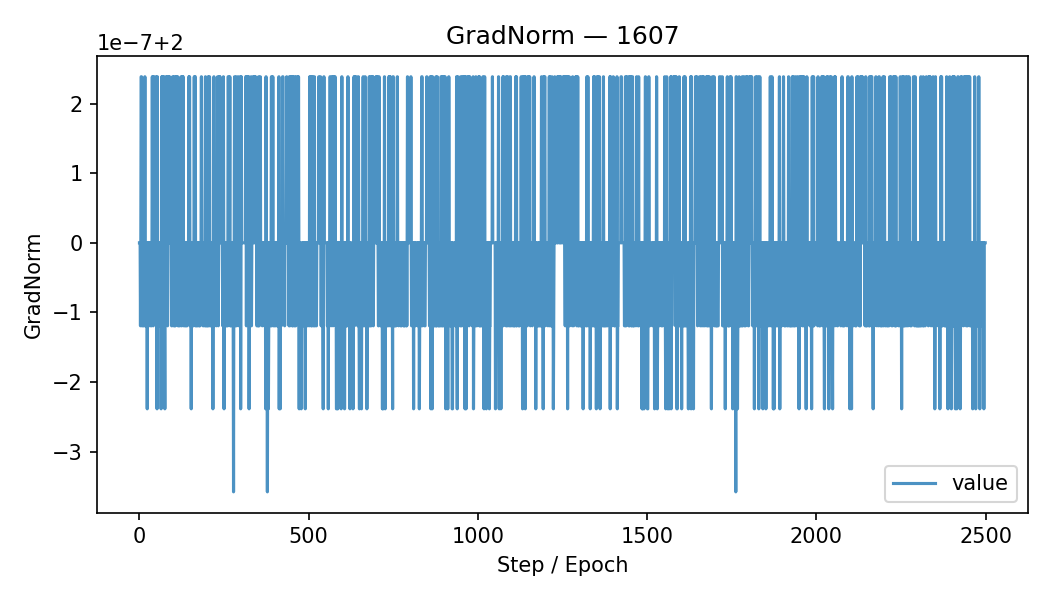 GradNorm — 1607
1e−7+2
2
1
0
−1
−2
−3
GradNorm
value
0
500
1000
1500
2000
2500
Step / Epoch